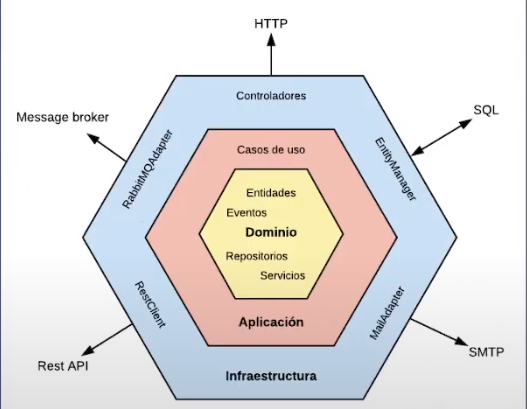 HTTP
Controladores
Message broker
RabbitMQAdapter
SQL
EntityManager
Casos de uso
Entidades
Eventos
Dominio
Repositorios
Servicios
RestClient
MailAdapter
Aplicación
Rest API
SMTP
Infraestructura